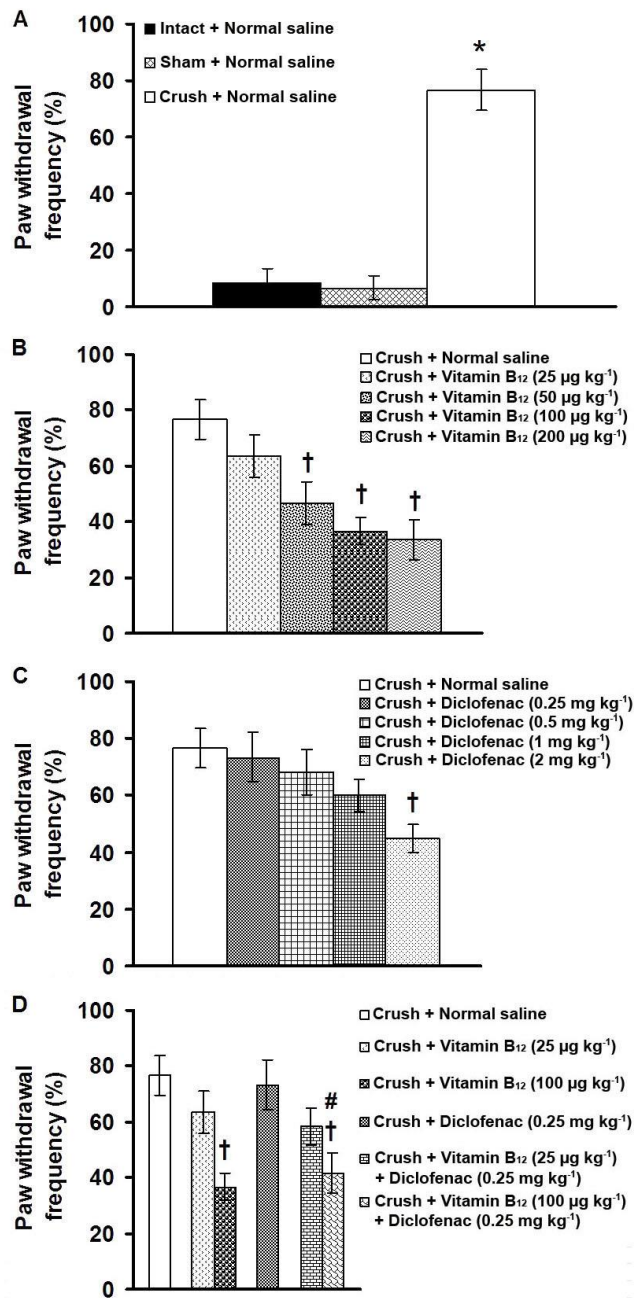 A
Paw withdrawal
frequency (%)
100
80
60
40
20
0
Intact + Normal saline
Sham + Normal saline
Crush + Normal saline
*
B
Paw withdrawal
frequency (%)
100
80
60
40
20
0
Crush + Normal saline
Crush + Vitamin B₁₂ (25 µg kg⁻¹)
Crush + Vitamin B₁₂ (50 µg kg⁻¹)
Crush + Vitamin B₁₂ (100 µg kg⁻¹)
Crush + Vitamin B₁₂ (200 µg kg⁻¹)
† † †
C
Paw withdrawal
frequency (%)
100
80
60
40
20
0
Crush + Normal saline
Crush + Diclofenac (0.25 mg kg⁻¹)
Crush + Diclofenac (0.5 mg kg⁻¹)
Crush + Diclofenac (1 mg kg⁻¹)
Crush + Diclofenac (2 mg kg⁻¹)
†
D
Paw withdrawal
frequency (%)
100
80
60
40
20
0
Crush + Normal saline
Crush + Vitamin B₁₂ (25 µg kg⁻¹)
Crush + Vitamin B₁₂ (100 µg kg⁻¹)
Crush + Diclofenac (0.25 mg kg⁻¹)
Crush + Vitamin B₁₂ (25 µg kg⁻¹)
+ Diclofenac (0.25 mg kg⁻¹)
Crush + Vitamin B₁₂ (100 µg kg⁻¹)
+ Diclofenac (0.25 mg kg⁻¹)
#
† †